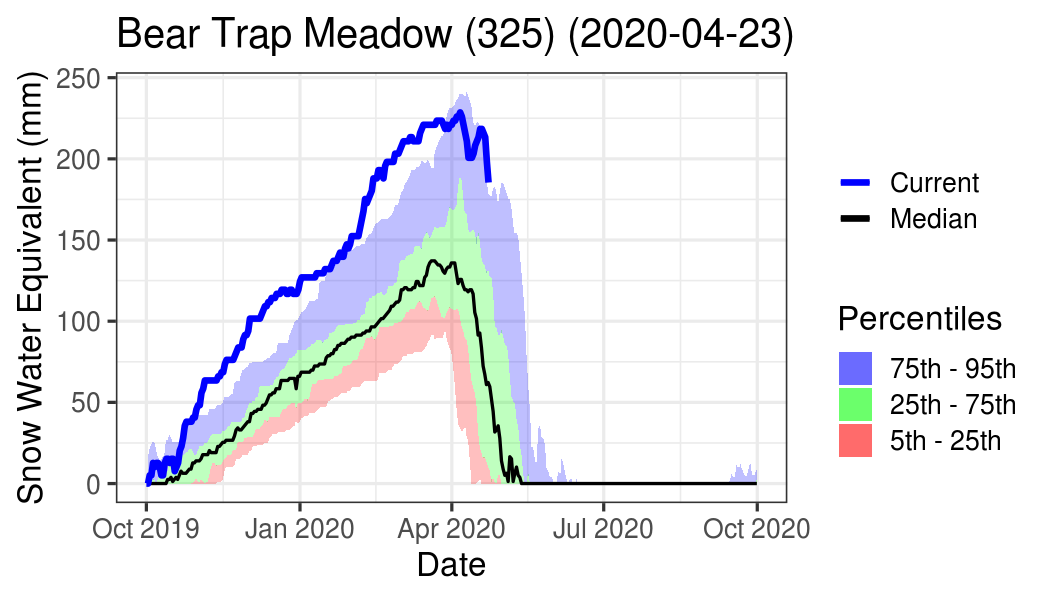 Bear Trap Meadow (325) (2020-04-23)
Snow Water Equivalent (mm)
250
200
150
100
50
0
Oct 2019
Jan 2020
Apr 2020
Jul 2020
Oct 2020
Date
Current
Median
Percentiles
75th - 95th
25th - 75th
5th - 25th